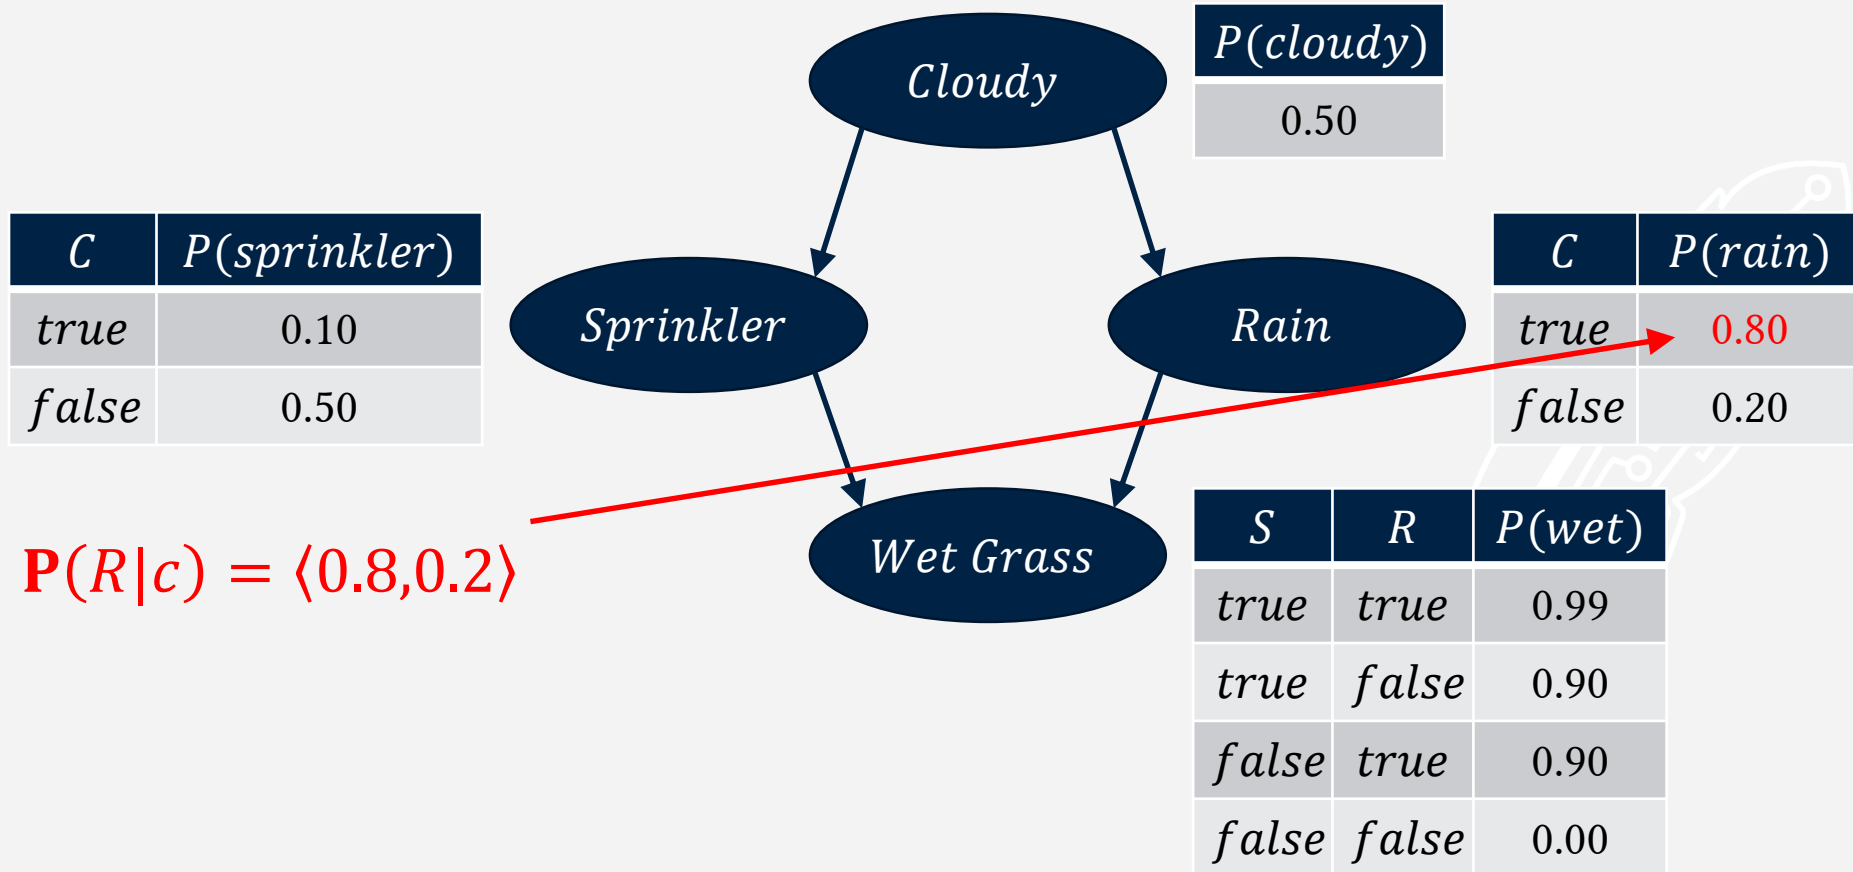 Cloudy
P(cloudy)
0.50
C P(sprinkler)
true 0.10
false 0.50
Sprinkler
Rain
C P(rain)
true 0.80
false 0.20
𝐏(R|c) = ⟨0.8,0.2⟩
Wet Grass
S R P(wet)
true true 0.99
true false 0.90
false true 0.90
false false 0.00